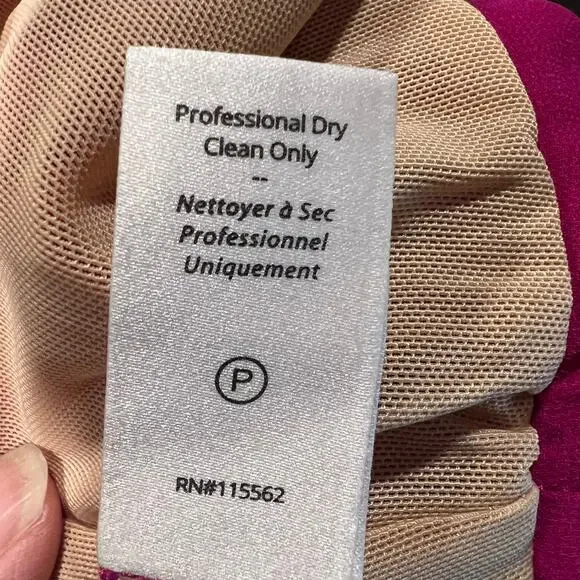 Professional Dry
Clean Only
--
Nettoyer à Sec
Professionnel
Uniquement
P
RN#115562